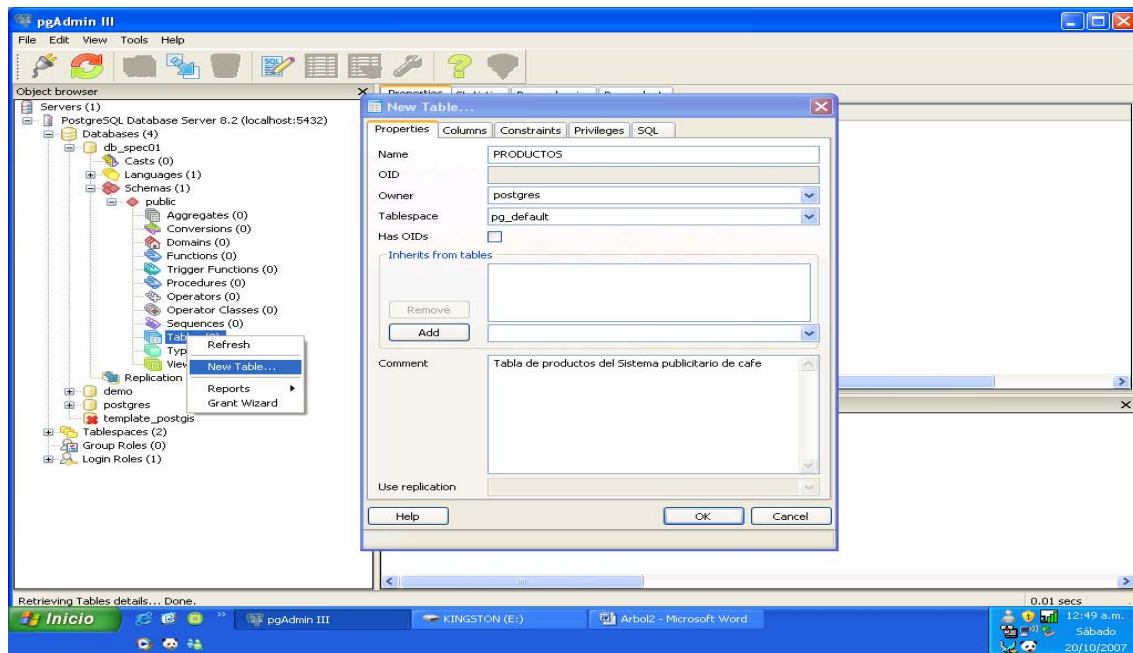 pgAdmin III
File Edit View Tools Help
Object browser
Servers (1)
PostgreSQL Database Server 8.2 (localhost:5432)
Databases (4)
db_spec01
Casts (0)
Languages (1)
Schemas (1)
public
Aggregates (0)
Conversions (0)
Domains (0)
Functions (0)
Trigger Functions (0)
Procedures (0)
Operators (0)
Operator Classes (0)
Sequences (0)
Refresh
New Table...
Reports
Grant Wizard
Replication
demo
postgres
template_postgis
Tablespaces (2)
Group Roles (0)
Login Roles (1)
New Table...
Properties Columns Constraints Privileges SQL
Name PRODUCTOS
OID
Owner postgres
Tablespace pg_default
Has OIDs
Inherits from tables
Remove
Add
Comment Tabla de productos del Sistema publicitario de cafe
Use replication
Help OK Cancel
Retrieving Tables details... Done. 0.01 secs
Inicio pgAdmin III KINGSTON (E:) Arbol2 - Microsoft Word 12:49 a.m.
Sábado
20/10/2007